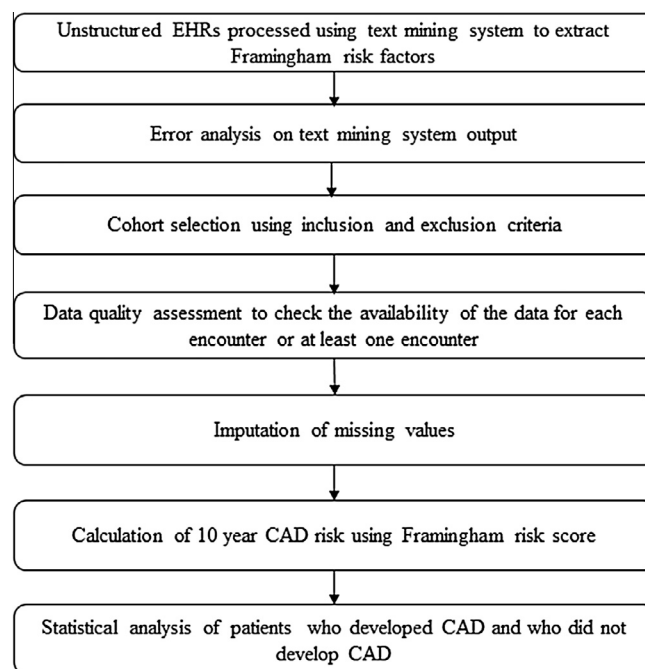 Unstructured EHRs processed using text mining system to extract
Framingham risk factors
Error analysis on text mining system output
Cohort selection using inclusion and exclusion criteria
Data quality assessment to check the availability of the data for each
encounter or at least one encounter
Imputation of missing values
Calculation of 10 year CAD risk using Framingham risk score
Statistical analysis of patients who developed CAD and who did not
develop CAD